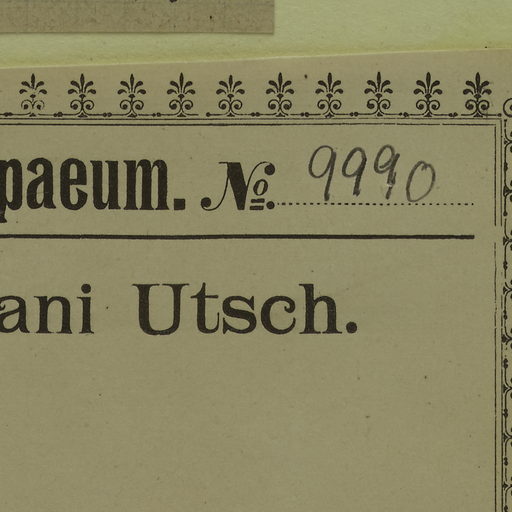 paeum. № 9990
ani Utsch.